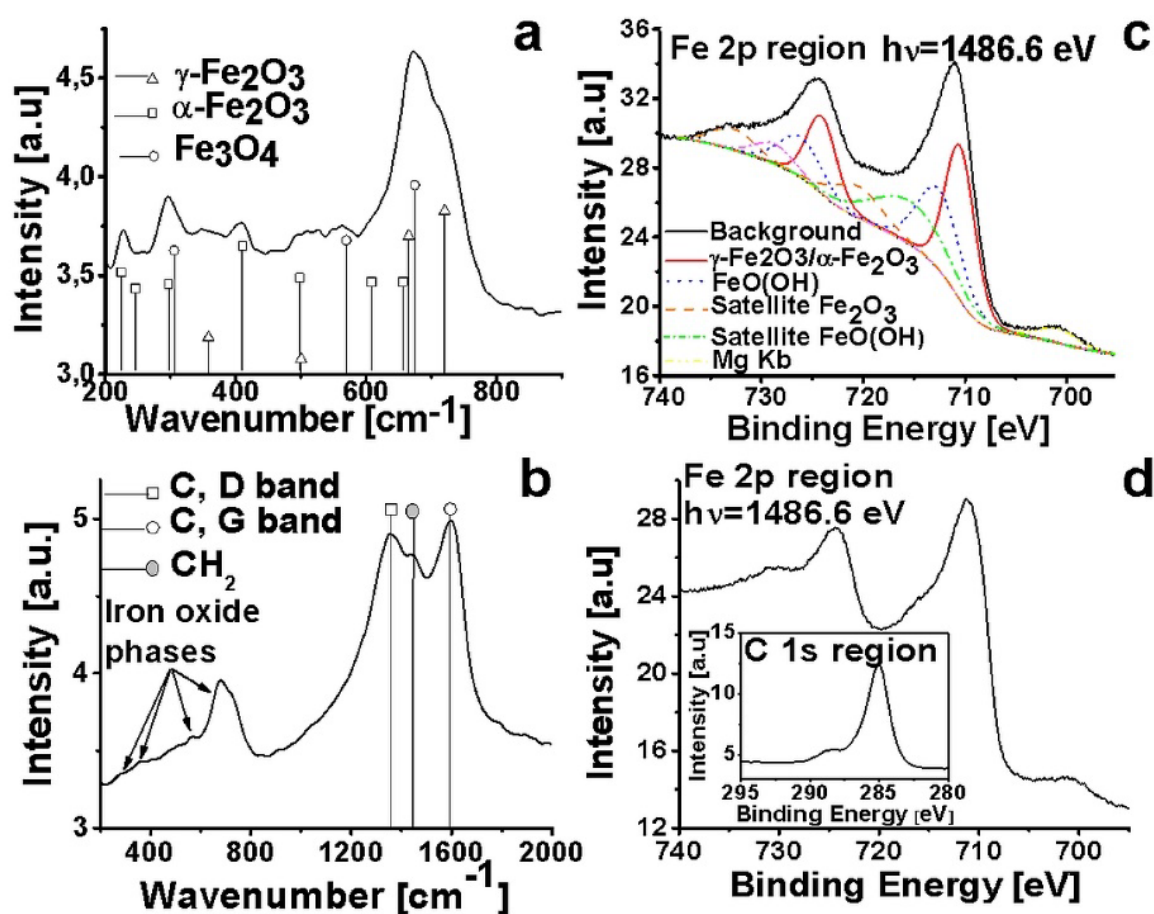 a
4,5
4,0
3,5
3,0
Intensity [a.u]
γ-Fe2O3
α-Fe2O3
Fe3O4
200 400 600 800
Wavenumber [cm-1]
b
5
4
3
Intensity [a.u.]
C, D band
C, G band
CH2
Iron oxide
phases
400 800 1200 1600 2000
Wavenumber [cm-1]
c
Fe 2p region hν=1486.6 eV
36
32
28
24
20
16
Intensity [a.u]
Background
γ-Fe2O3/α-Fe2O3
FeO(OH)
Satellite Fe2O3
Satellite FeO(OH)
Mg Kb
740 730 720 710 700
Binding Energy [eV]
d
Fe 2p region
hν=1486.6 eV
28
24
20
16
12
Intensity [a.u]
C 1s region
15
10
5
Intensity [a.u]
295 290 285 280
Binding Energy [eV]
740 730 720 710 700
Binding Energy [eV]